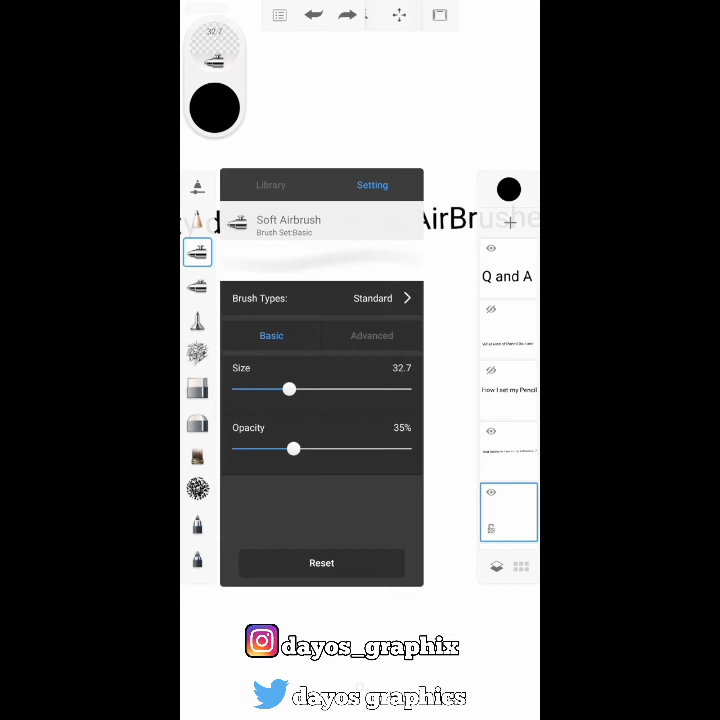 32.7
Library
Setting
Soft Airbrush
Brush Set:Basic
AirBrushe
Brush Types:
Standard
Basic
Advanced
Size
32.7
Opacity
35%
Reset
Q and A
How I set my Pencil
dayos_graphix
dayos graphics